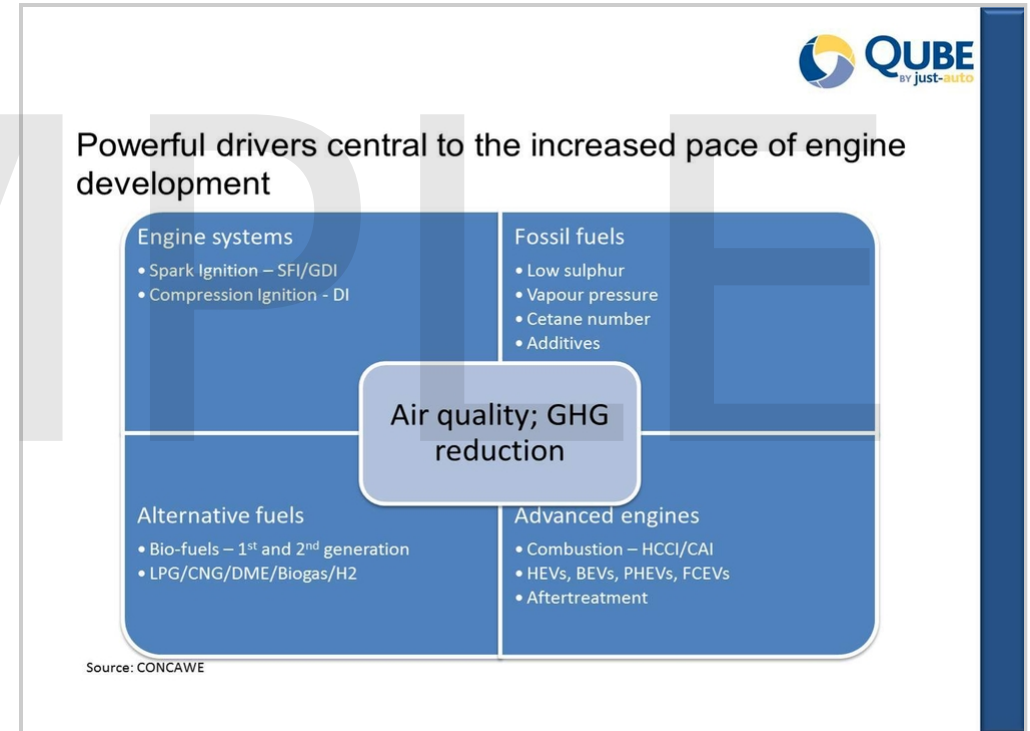 QUBE
BY just-auto
Powerful drivers central to the increased pace of engine
development
Engine systems
• Spark Ignition – SFI/GDI
• Compression Ignition - DI
Fossil fuels
• Low sulphur
• Vapour pressure
• Cetane number
• Additives
Air quality; GHG
reduction
Alternative fuels
• Bio-fuels – 1st and 2nd generation
• LPG/CNG/DME/Biogas/H2
Advanced engines
• Combustion – HCCI/CAI
• HEVs, BEVs, PHEVs, FCEVs
• Aftertreatment
Source: CONCAWE
MPLE